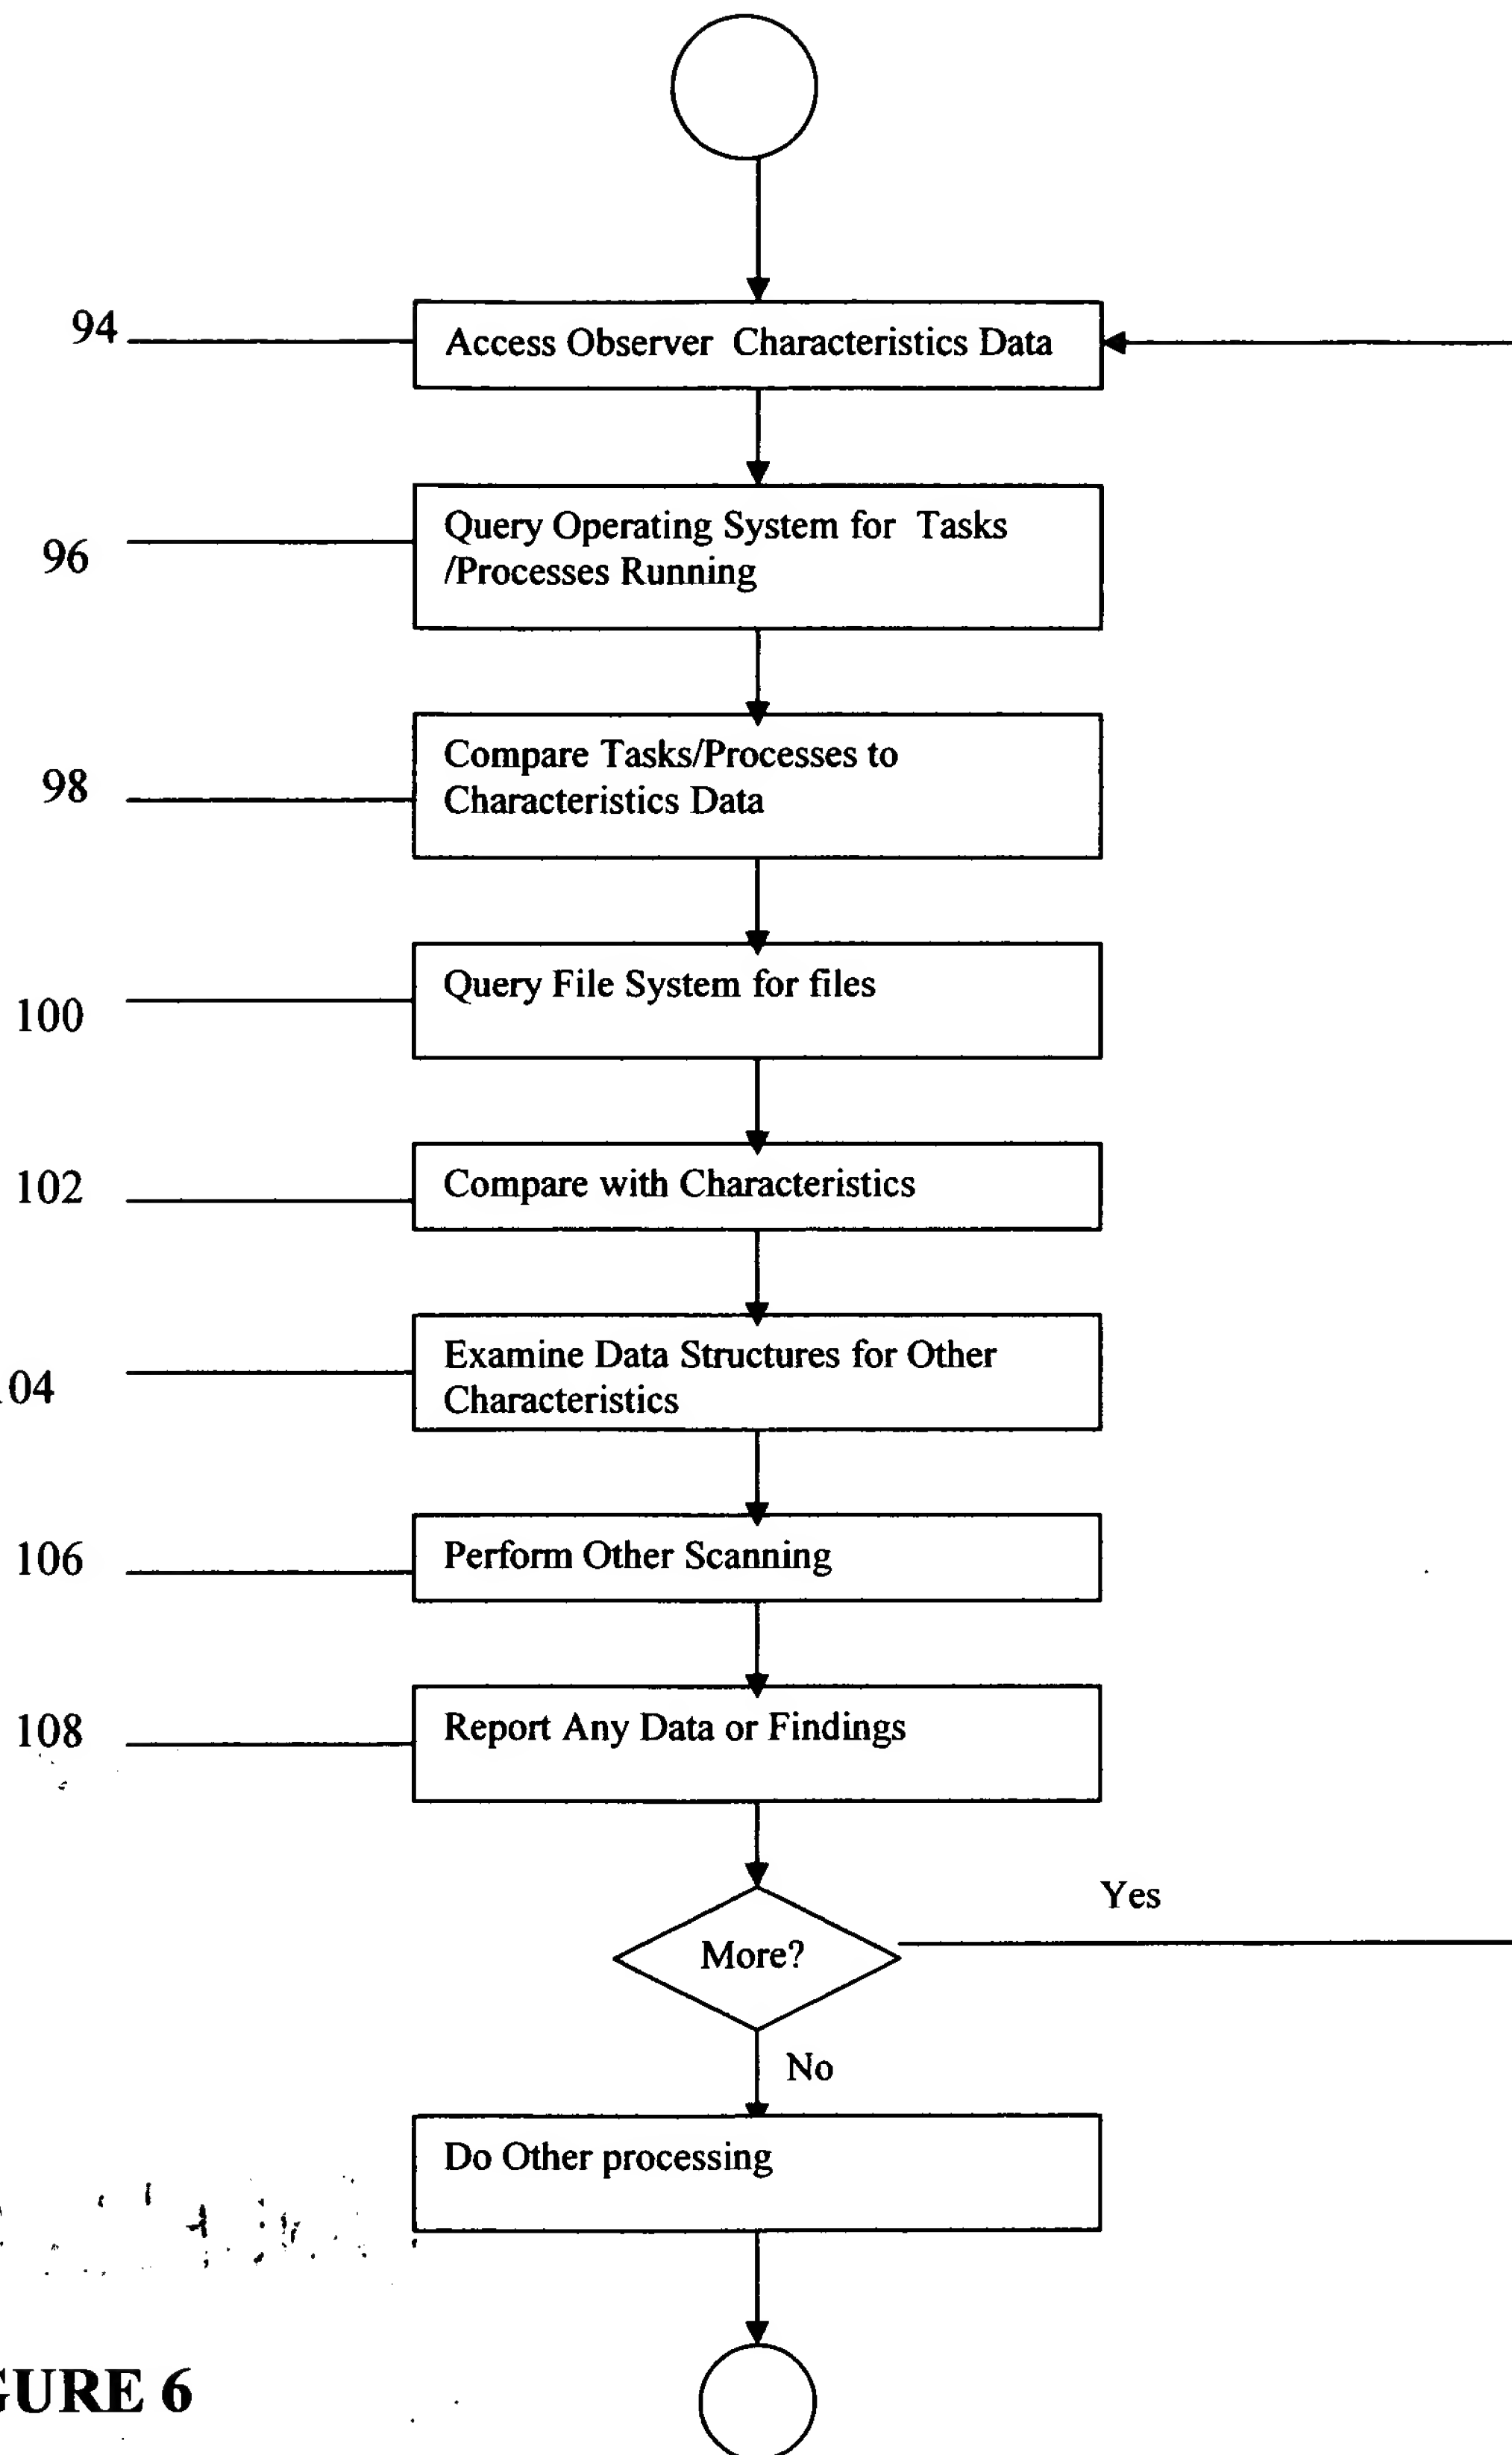 94
Access Observer Characteristics Data
96
Query Operating System for Tasks
/Processes Running
98
Compare Tasks/Processes to
Characteristics Data
100
Query File System for files
102
Compare with Characteristics
04
Examine Data Structures for Other
Characteristics
106
Perform Other Scanning
108
Report Any Data or Findings
Yes
More?
No
Do Other processing
GURE 6